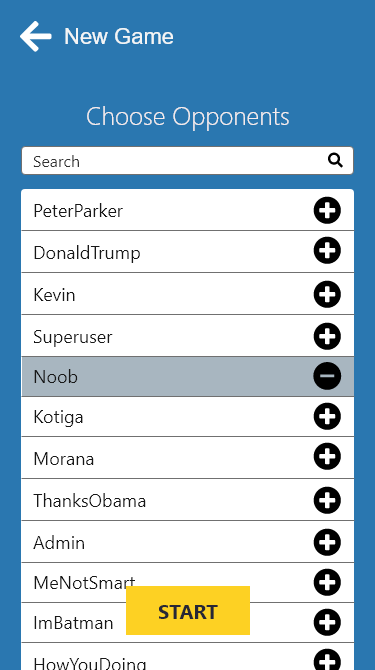 New Game
Choose Opponents
Search
PeterParker
DonaldTrump
Kevin
Superuser
Noob
Kotiga
Morana
ThanksObama
Admin
MeNotSmart
ImBatman
START
HowYouDoing